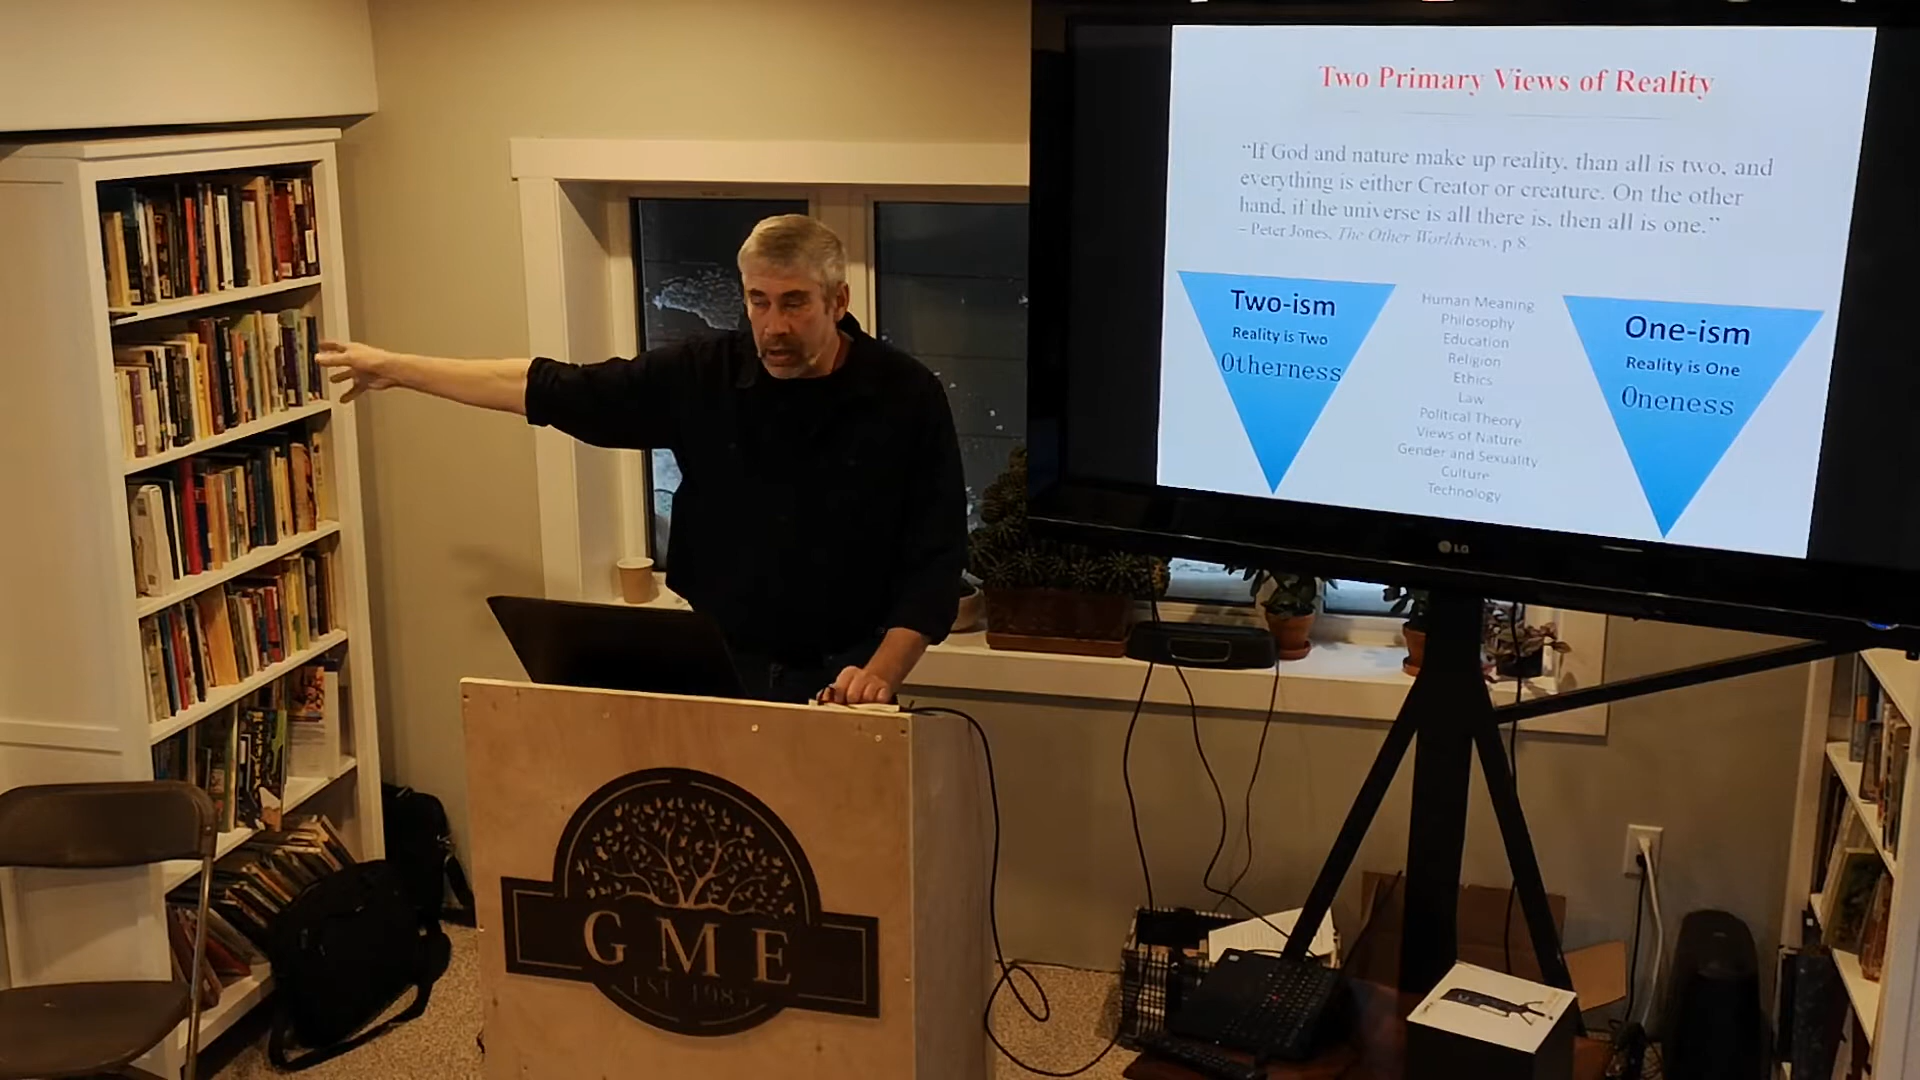 Two Primary Views of Reality
“If God and nature make up reality, than all is two, and
everything is either Creator or creature. On the other
hand, if the universe is all there is, then all is one.”
– Peter Jones, The Other Worldview, p 8.
Two-ism
Reality is Two
Otherness
Human Meaning
Philosophy
Education
Religion
Ethics
Law
Political Theory
Views of Nature
Gender and Sexuality
Culture
Technology
One-ism
Reality is One
Oneness
LG
GME
EST 1985